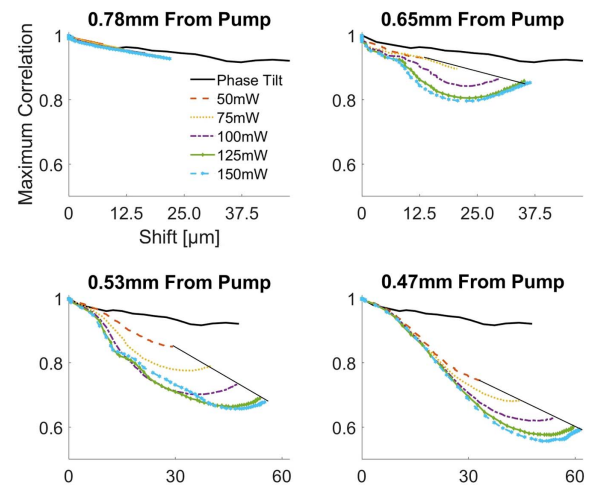 0.78mm From Pump
0.65mm From Pump
Maximum Correlation
1
0.8
0.6
0
12.5
25.0
37.5
Shift [µm]
Phase Tilt
50mW
75mW
100mW
125mW
150mW
1
0.8
0.6
0
12.5
25.0
37.5
0.53mm From Pump
0.47mm From Pump
1
0.8
0.6
0
30
60
1
0.8
0.6
0
30
60